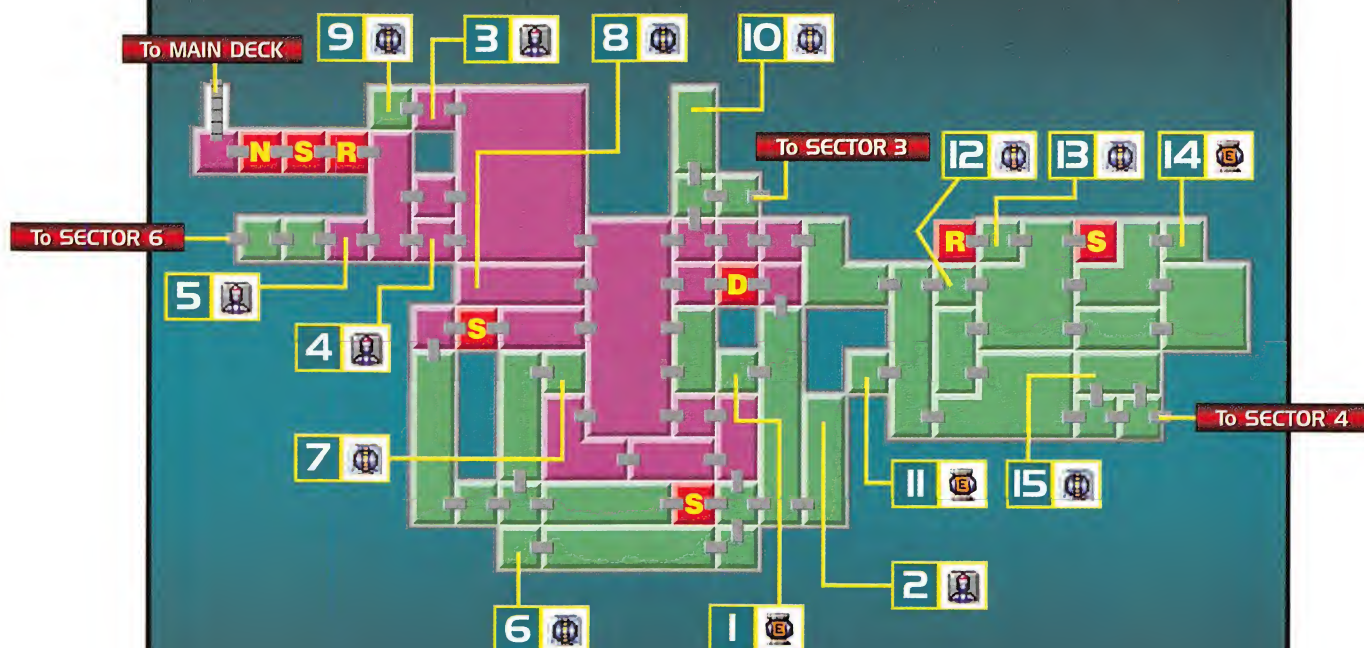 9 3 8 10
To MAIN DECK
To SECTOR 3
12 13 14 E
N S R
To SECTOR 6
R S
5
D
4
S
To SECTOR 4
7
11 E 15
S
2
6 1 E